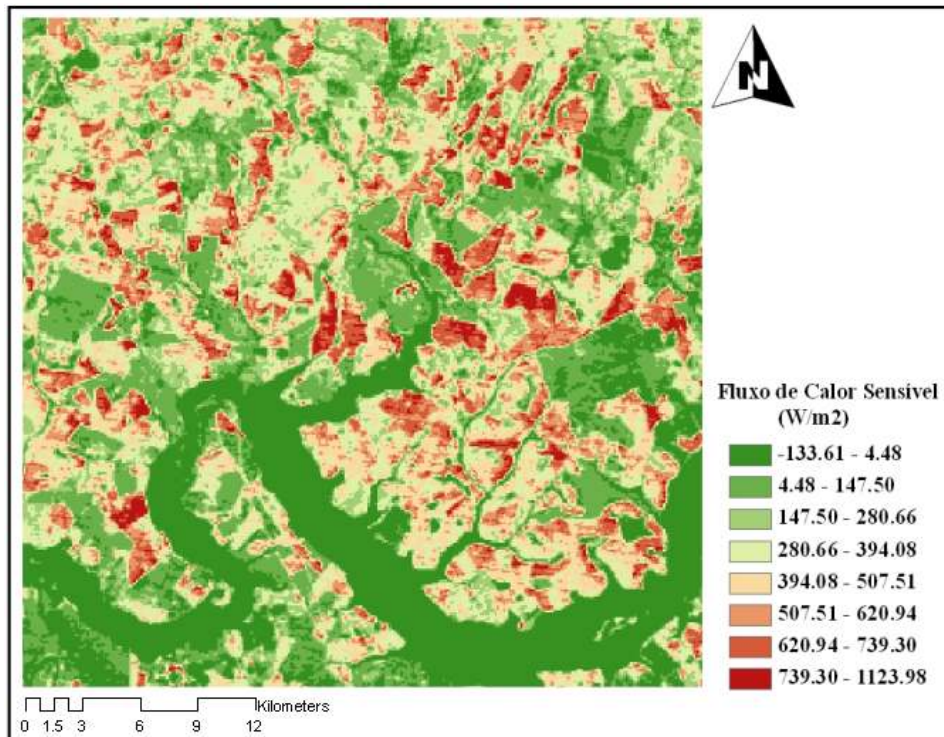 N
Fluxo de Calor Sensível
(W/m2)
-133.61 - 4.48
4.48 - 147.50
147.50 - 280.66
280.66 - 394.08
394.08 - 507.51
507.51 - 620.94
620.94 - 739.30
739.30 - 1123.98
Kilometers
0 1.5 3 6 9 12